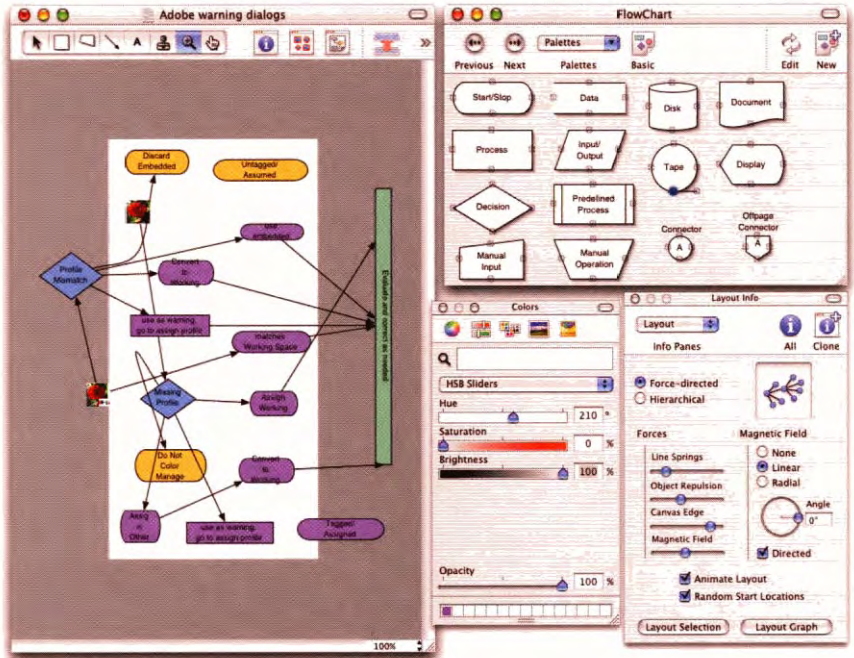 Adobe warning dialogs
A
»
Discard
Embedded
Untagged/
Assumed
use
embedded
Profile
Mismatch
Convert
to
Working
use as warning,
go to assign profile
matches
Working Space
Evaluate and correct as needed
Missing
Profile
Assign
Working
Do Not
Color
Manage
Convert
to
Working
Assig
n
Other
use as warning,
go to assign profile
Tagged/
Assigned
100%
FlowChart
Palettes
Previous
Next
Palettes
Basic
Edit
New
Start/Stop
Data
Disk
Document
Process
Input/
Output
Tape
Display
Decision
Predefined
Process
Connector
A
Offpage
Connector
A
Manual
Input
Manual
Operation
Colors
HSB Sliders
Hue
210 °
Saturation
0 %
Brightness
100 %
Opacity
100 %
Layout Info
Layout
Info Panes
All
Clone
Force-directed
Hierarchical
Forces
Magnetic Field
Line Springs
None
Linear
Radial
Object Repulsion
Canvas Edge
Angle
0°
Magnetic Field
Directed
Animate Layout
Random Start Locations
Layout Selection
Layout Graph